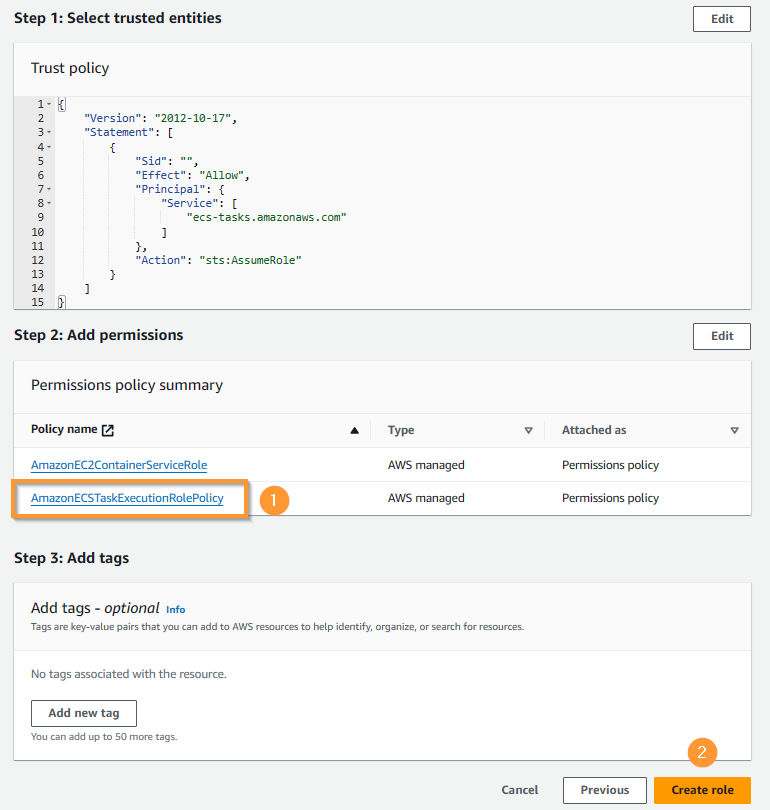 Step 1: Select trusted entities
Edit
Trust policy
1 {
2 "Version": "2012-10-17",
3 "Statement": [
4 {
5 "Sid": "",
6 "Effect": "Allow",
7 "Principal": {
8 "Service": [
9 "ecs-tasks.amazonaws.com"
10 ]
11 },
12 "Action": "sts:AssumeRole"
13 }
14 ]
15 }
Step 2: Add permissions
Edit
Permissions policy summary
Policy name Type Attached as
AmazonEC2ContainerServiceRole AWS managed Permissions policy
AmazonECSTaskExecutionRolePolicy 1 AWS managed Permissions policy
Step 3: Add tags
Add tags - optional Info
Tags are key-value pairs that you can add to AWS resources to help identify, organize, or search for resources.
No tags associated with the resource.
Add new tag
You can add up to 50 more tags.
2
Cancel Previous Create role